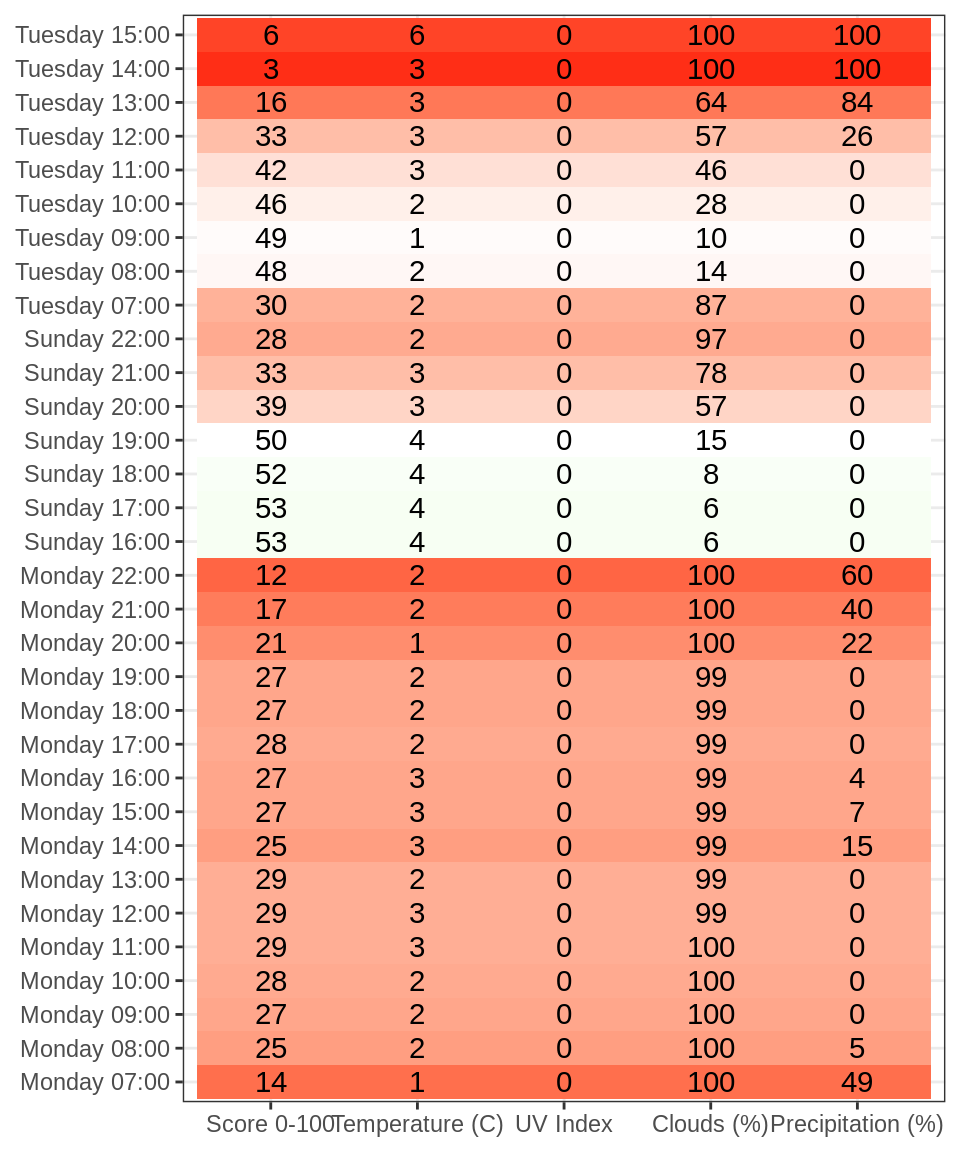 Tuesday 15:00 6 6 0 100 100
Tuesday 14:00 3 3 0 100 100
Tuesday 13:00 16 3 0 64 84
Tuesday 12:00 33 3 0 57 26
Tuesday 11:00 42 3 0 46 0
Tuesday 10:00 46 2 0 28 0
Tuesday 09:00 49 1 0 10 0
Tuesday 08:00 48 2 0 14 0
Tuesday 07:00 30 2 0 87 0
Sunday 22:00 28 2 0 97 0
Sunday 21:00 33 3 0 78 0
Sunday 20:00 39 3 0 57 0
Sunday 19:00 50 4 0 15 0
Sunday 18:00 52 4 0 8 0
Sunday 17:00 53 4 0 6 0
Sunday 16:00 53 4 0 6 0
Monday 22:00 12 2 0 100 60
Monday 21:00 17 2 0 100 40
Monday 20:00 21 1 0 100 22
Monday 19:00 27 2 0 99 0
Monday 18:00 27 2 0 99 0
Monday 17:00 28 2 0 99 0
Monday 16:00 27 3 0 99 4
Monday 15:00 27 3 0 99 7
Monday 14:00 25 3 0 99 15
Monday 13:00 29 2 0 99 0
Monday 12:00 29 3 0 99 0
Monday 11:00 29 3 0 100 0
Monday 10:00 28 2 0 100 0
Monday 09:00 27 2 0 100 0
Monday 08:00 25 2 0 100 5
Monday 07:00 14 1 0 100 49
Score 0-100 Temperature (C) UV Index Clouds (%) Precipitation (%)